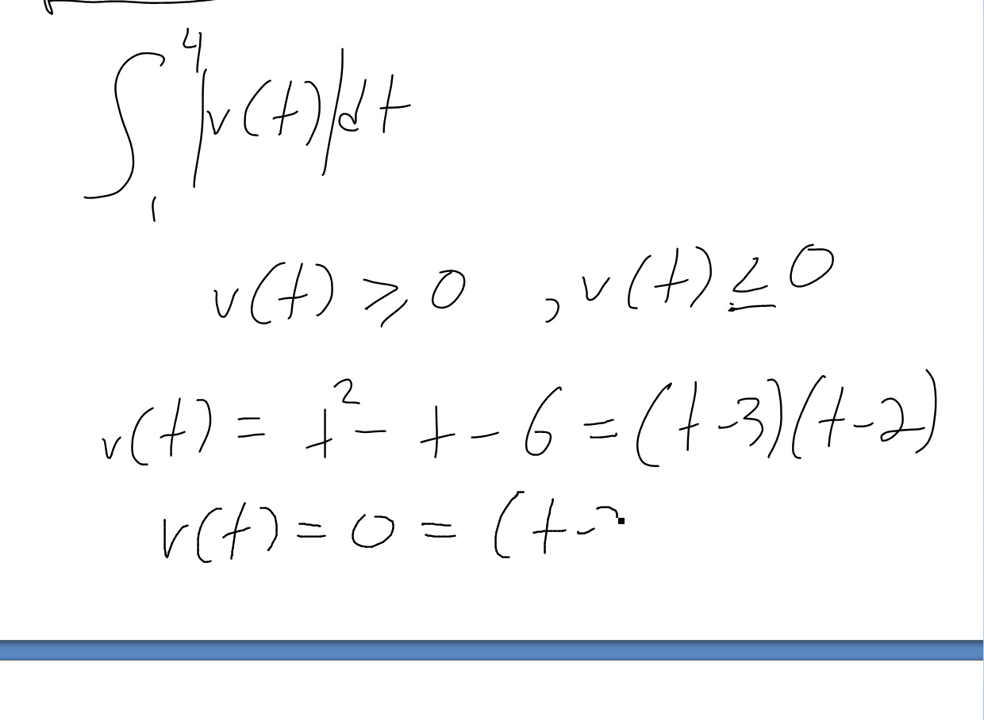 ∫₁⁴ |v(t)|dt
v(t) ≥ 0 , v(t) ≤ 0
v(t) = t² - t - 6 = (t-3)(t-2)
v(t) = 0 = (t-